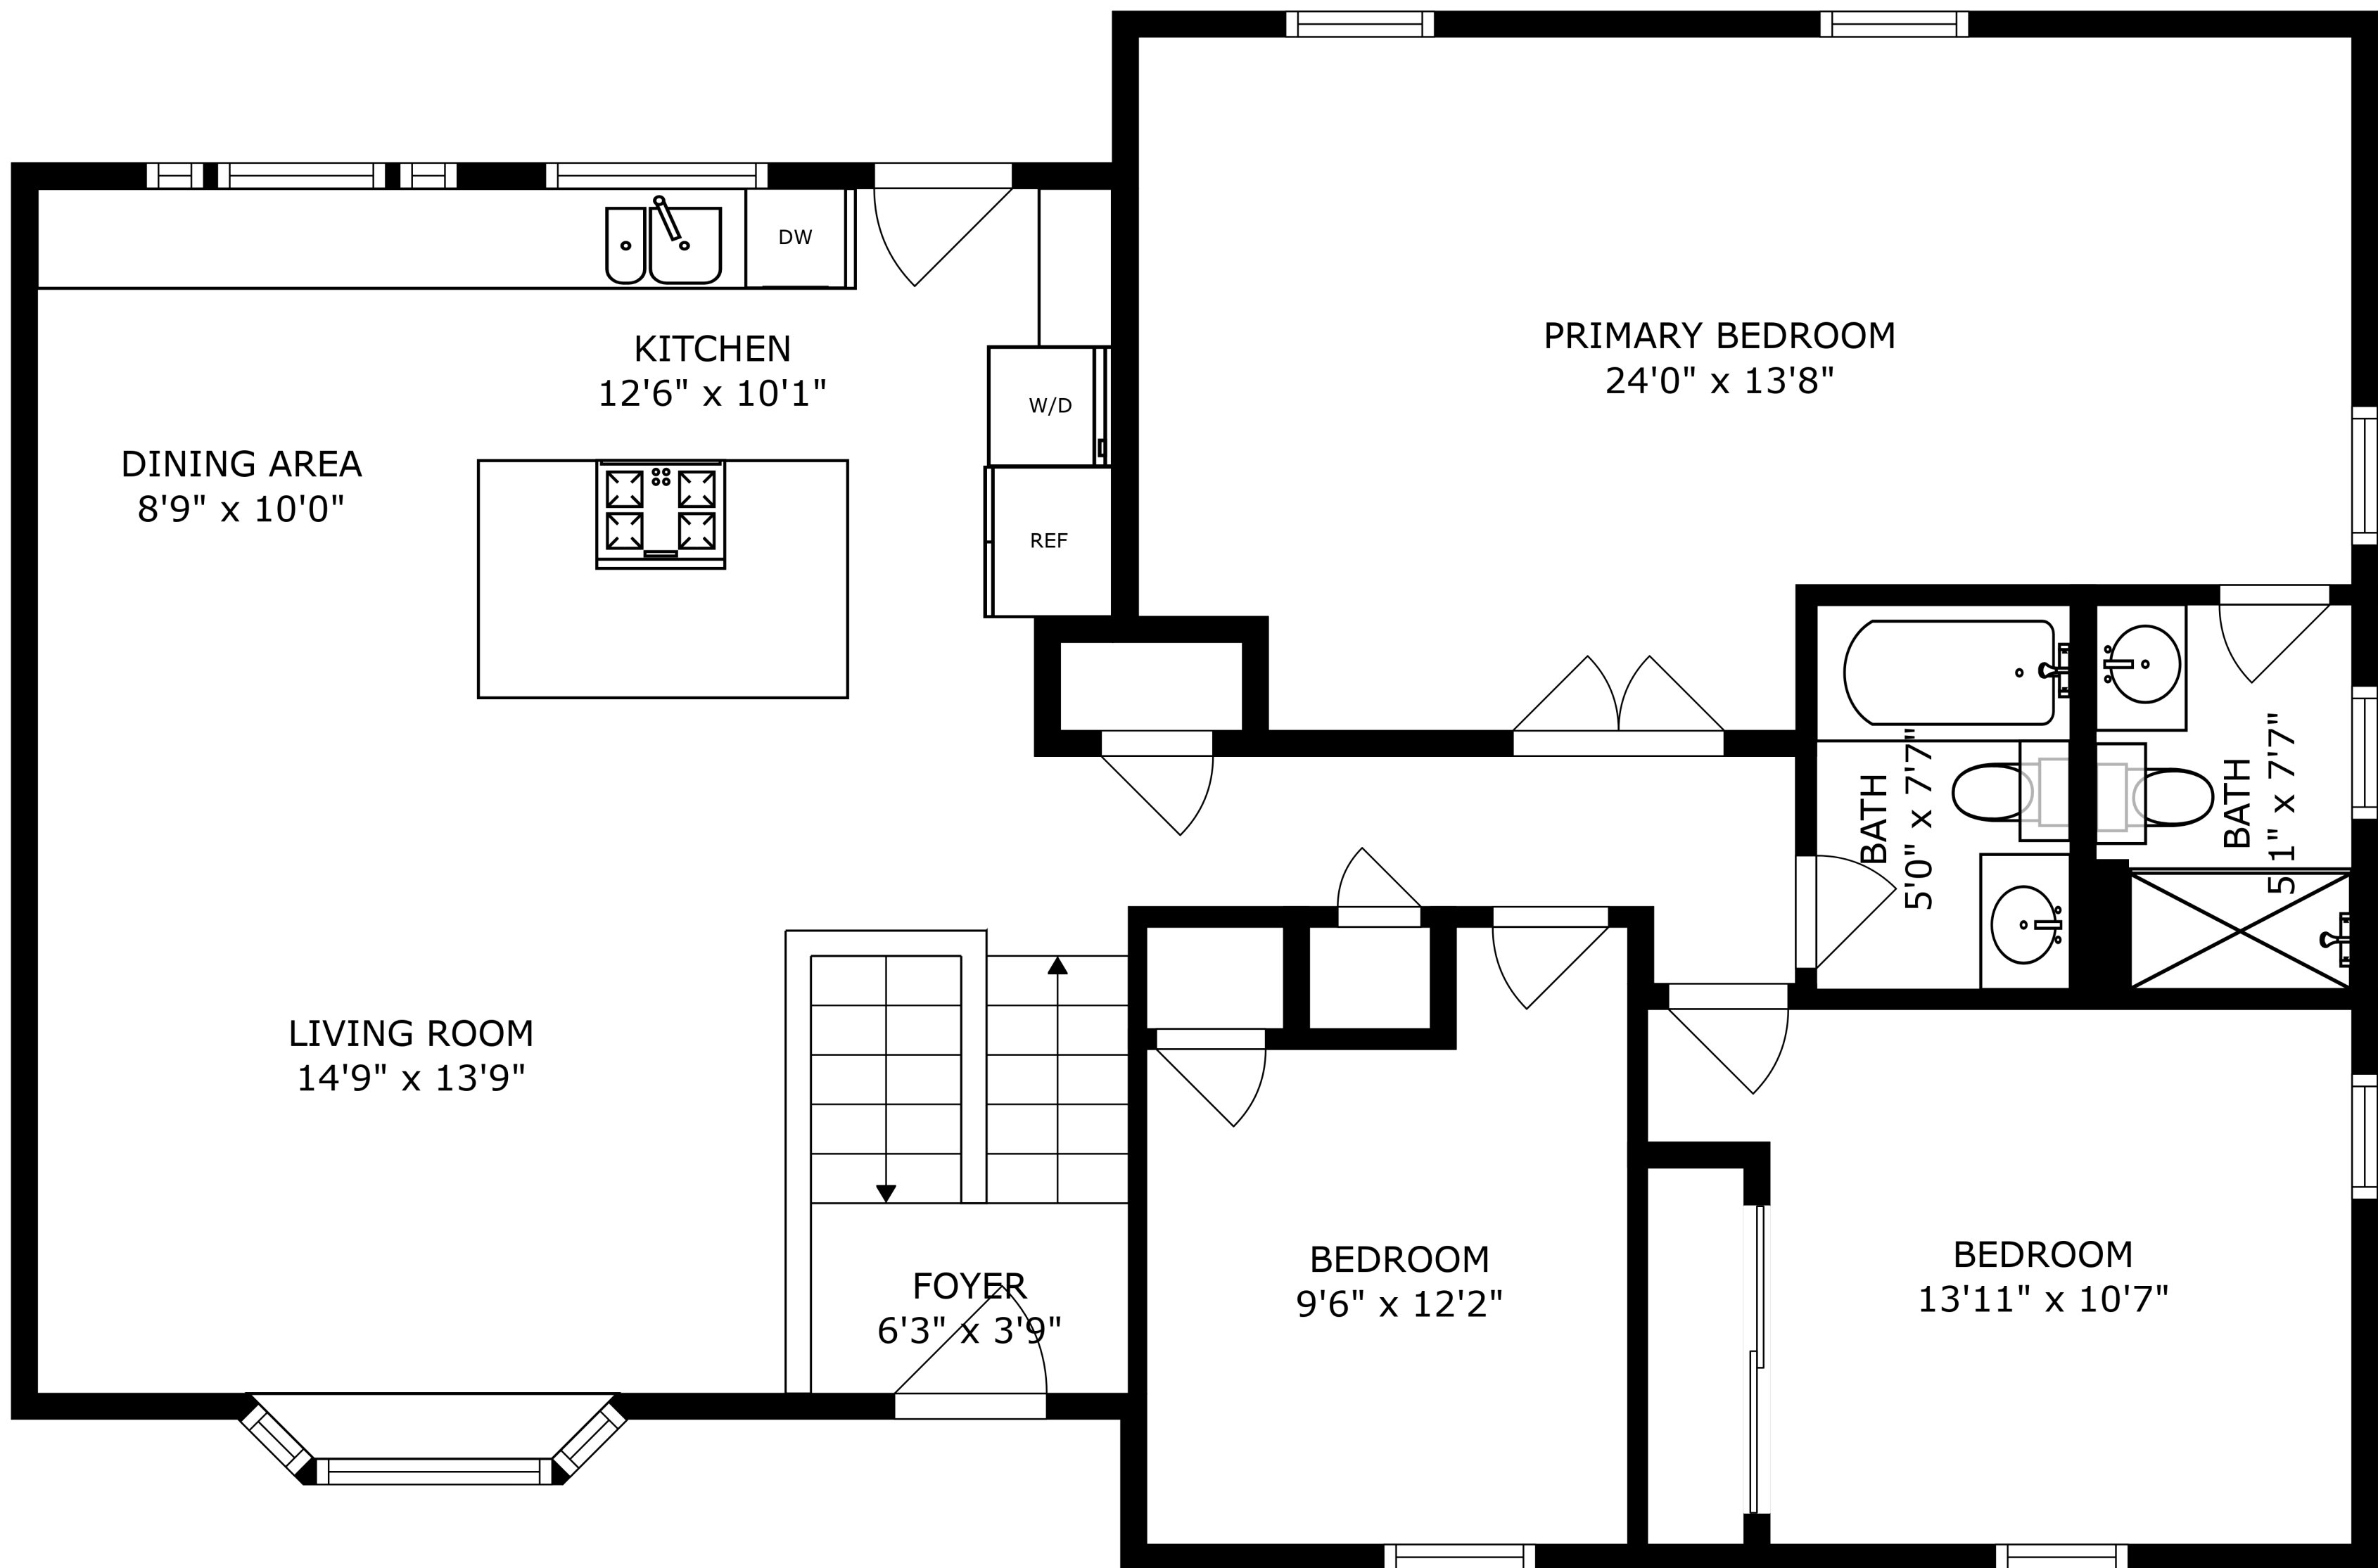 DW
KITCHEN
12'6" x 10'1"
PRIMARY BEDROOM
24'0" x 13'8"
W/D
DINING AREA
8'9" x 10'0"
REF
BATH
5'0" x 7'7"
BATH
5'1" x 7'7"
LIVING ROOM
14'9" x 13'9"
FOYER
6'3" x 3'9"
BEDROOM
9'6" x 12'2"
BEDROOM
13'11" x 10'7"